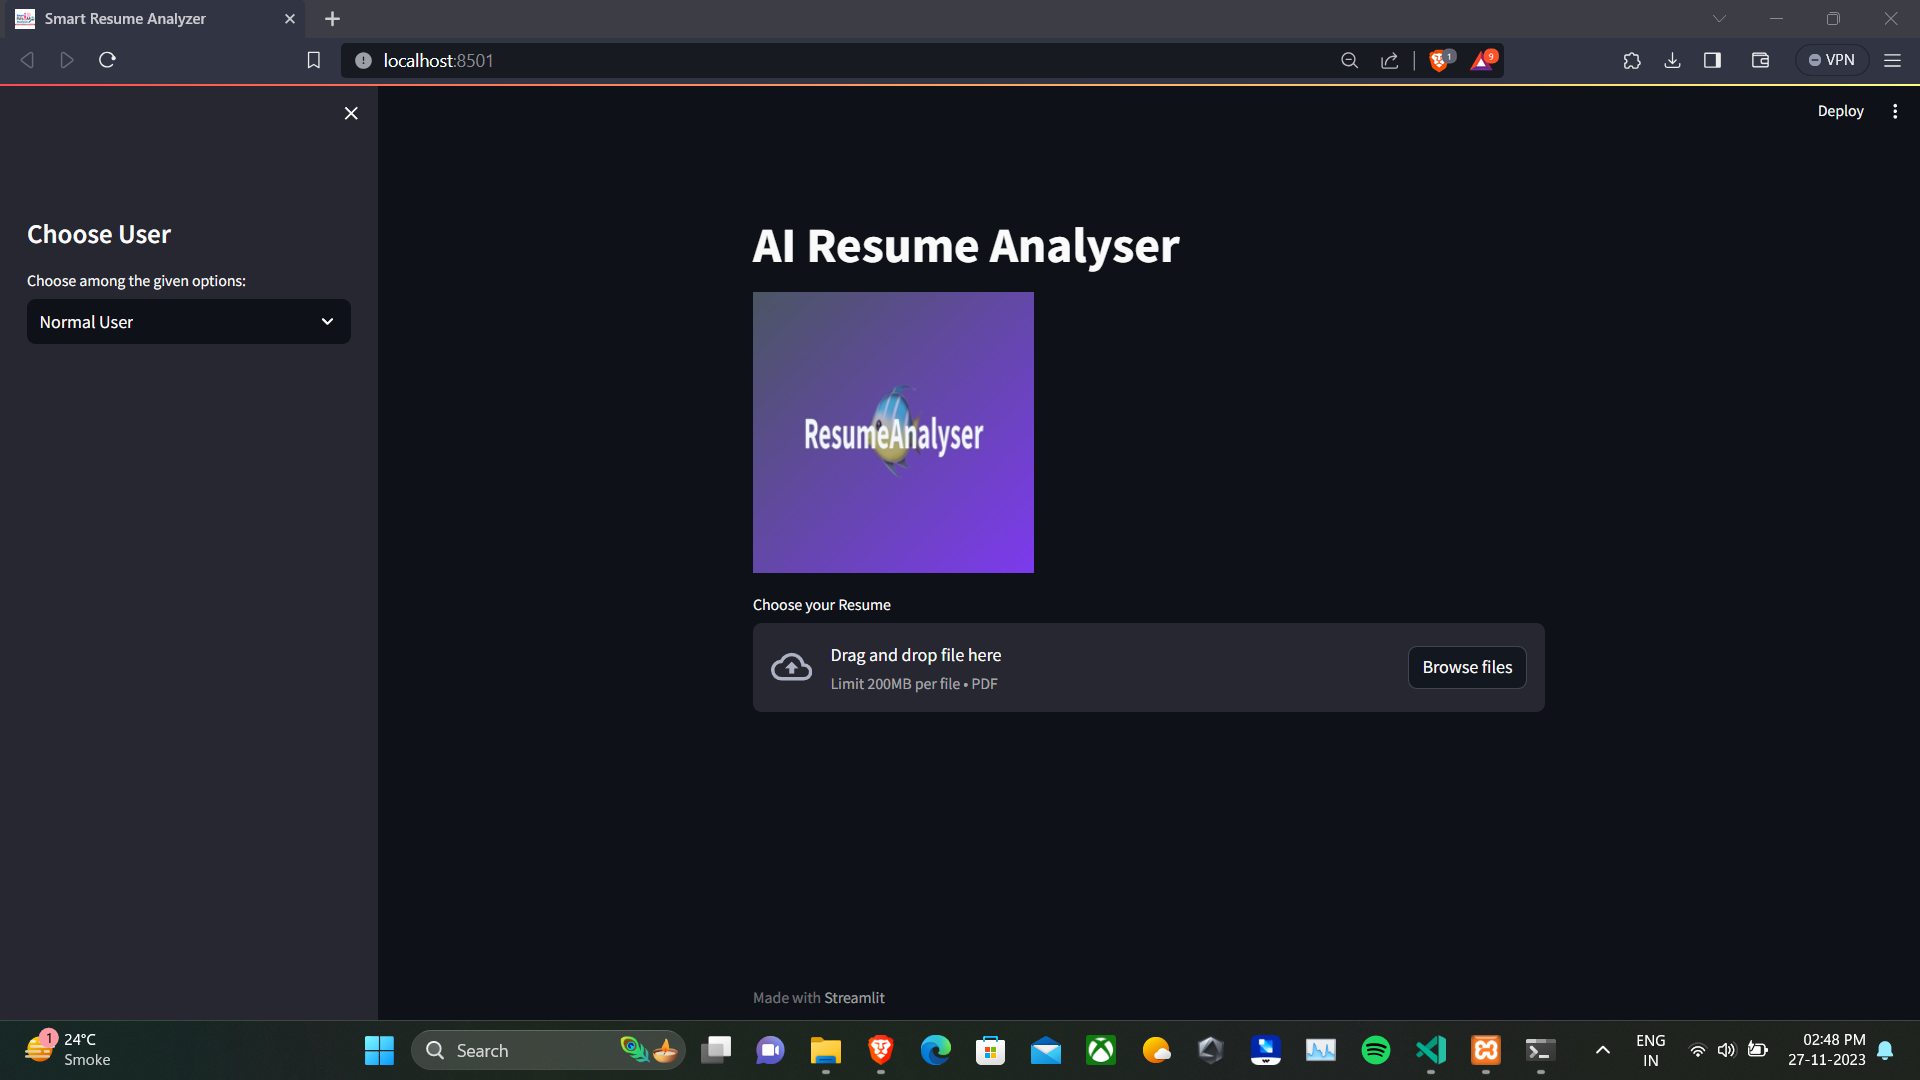 Smart Resume Analyzer
localhost:8501
1
9
VPN
Deploy
Choose User
Choose among the given options:
Normal User
AI Resume Analyser
ResumeAnalyser
Choose your Resume
Drag and drop file here
Limit 200MB per file • PDF
Browse files
Made with Streamlit
1
24°C
Smoke
Search
ENG
IN
02:48 PM
27-11-2023